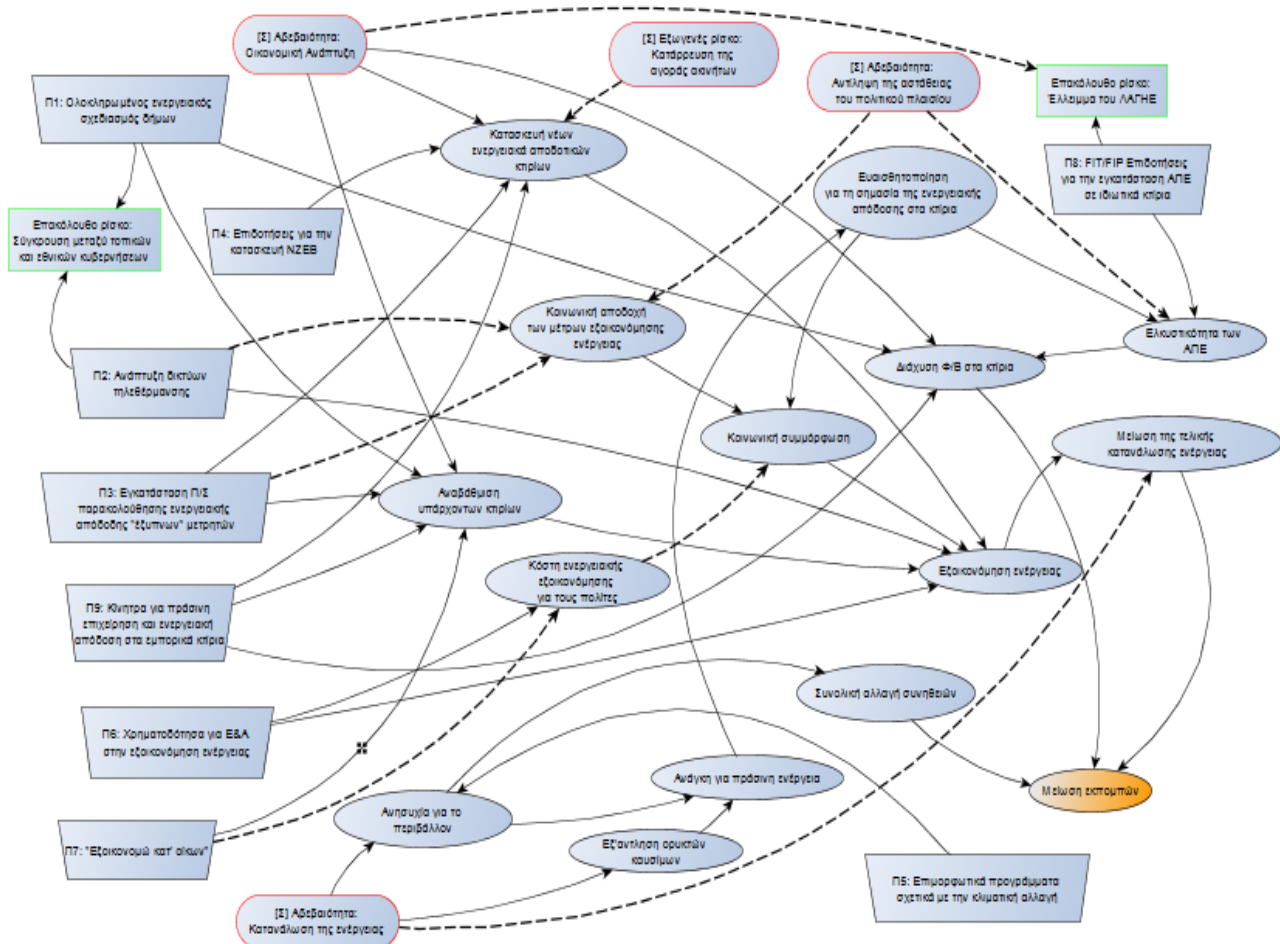 [Σ] Αβεβαιότητα:
Οικονομική Ανάπτυξη
[Σ] Εξωγενές ρίσκο:
Κατάρρευση της
αγοράς ακινήτων
[Σ] Αβεβαιότητα:
Αντίληψη της αστάθειας
του πολιτικού πλαισίου
Επακόλουθο ρίσκο:
Έλλειμμα του ΛΑΓΗΕ
Π1: Ολοκληρωμένος ενεργειακός
σχεδιασμός δήμων
Κατασκευή νέων
ενεργειακά αποδοτικών
κτιρίων
Ευαισθητοποίηση
για τη σημασία της ενεργειακής
απόδοσης στα κτίρια
Π8: FIT/FIP Επιδοτήσεις
για την εγκατάσταση ΑΠΕ
σε ιδιωτικά κτίρια
Επακόλουθο ρίσκο:
Σύγκρουση μεταξύ τοπικών
και εθνικών κυβερνήσεων
Π4: Επιδοτήσεις για την
κατασκευή NZEB
Κοινωνική αποδοχή
των μέτρων εξοικονόμησης
ενέργειας
Ελκυστικότητα των
ΑΠΕ
Διάχυση Φ/Β στα κτίρια
Π2: Ανάπτυξη δικτύων
τηλεθέρμανσης
Κοινωνική συμμόρφωση
Μείωση της τελικής
κατανάλωσης ενέργειας
Π3: Εγκατάσταση Π/Σ
παρακολούθησης ενεργειακής
απόδοδης "έξυπνων" μετρητών
Αναβάθμιση
υπάρχοντων κτιρίων
Κόστη ενεργειακής
εξοικονόμησης
για τους πολίτες
Εξοικονόμηση ενέργειας
Π9: Κίνητρα για πράσινη
επιχείρηση και ενεργειακή
απόδοση στα εμπορικά κτίρια
Συνολική αλλαγή συνηθειών
Π6: Χρηματοδότησα για Ε&Α
στην εξοικονόμηση ενέργειας
Ανάγκη για πράσινη ενέργεια
Μείωση εκπομπών
Ανησυχία για το
περιβάλλον
Π7: "Εξοικονομώ κατ' οίκων"
Εξ'άντληση ορυκτών
καυσίμων
Π5: Επιμορφωτικά προγράμματα
σχετικά με την κλιματική αλλαγή
[Σ] Αβεβαιότητα:
Κατανάλωση της ενέργειας